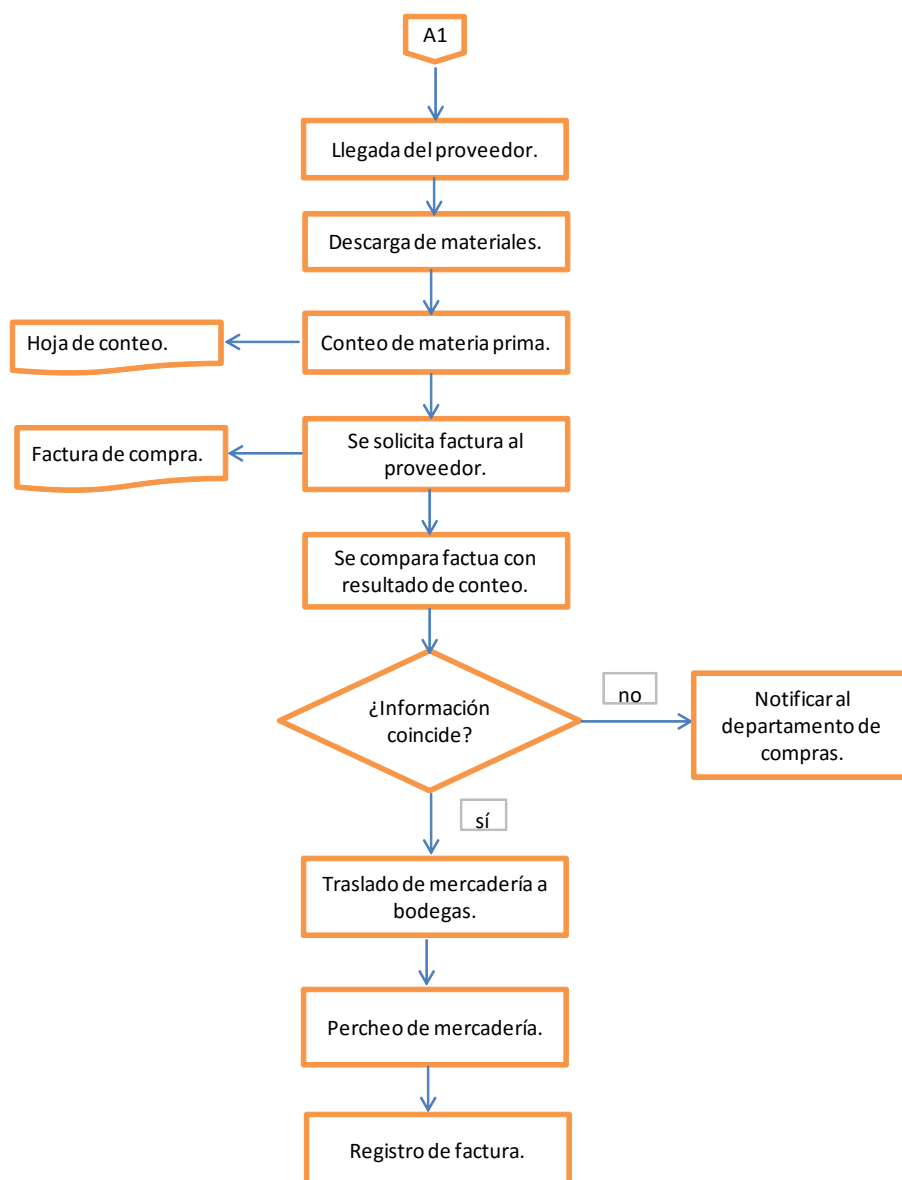 A1
Llegada del proveedor.
Descarga de materiales.
Hoja de conteo.
Conteo de materia prima.
Factura de compra.
Se solicita factura al
proveedor.
Se compara factua con
resultado de conteo.
¿Información
coincide?
no
Notificar al
departamento de
compras.
sí
Traslado de mercadería a
bodegas.
Percheo de mercadería.
Registro de factura.